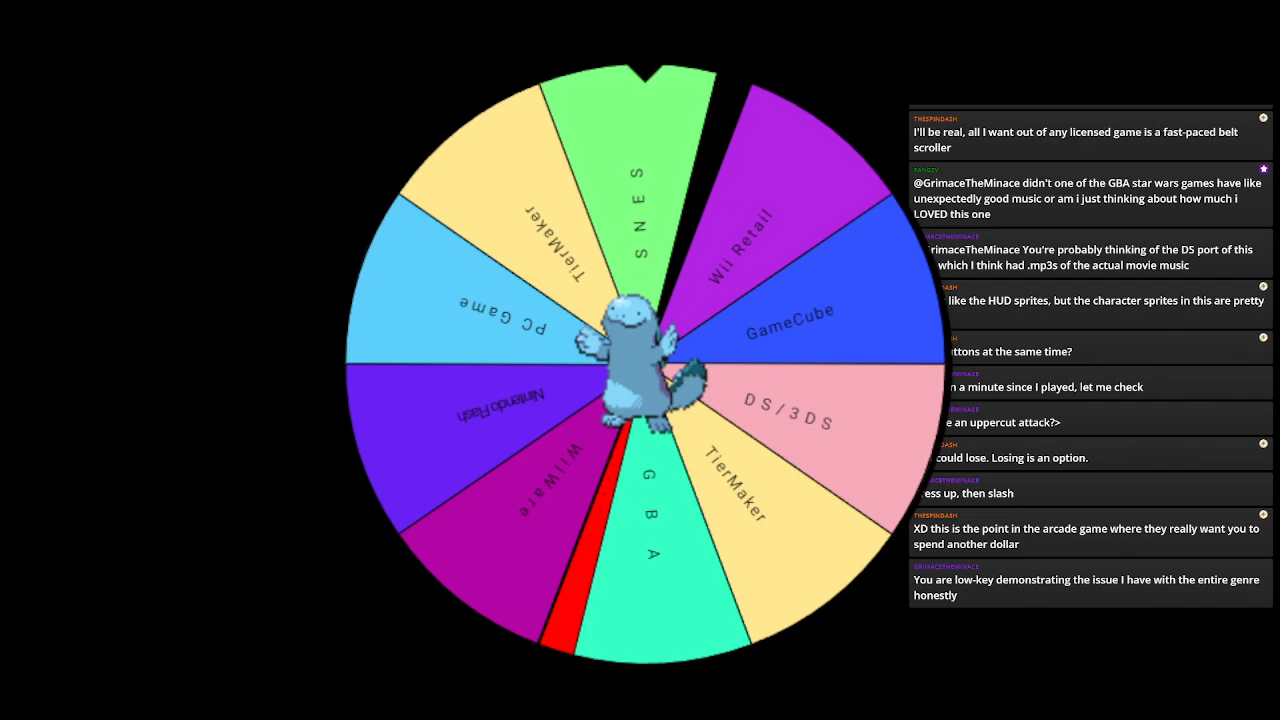 S N E S
Wii Retail
GameCube
DS/3DS
TierMaker
G B A
WiiWare
Nintendo Flash
PC Game
TierMaker
THESPINDASH
I'll be real, all I want out of any licensed game is a fast-paced belt
scroller
@GrimaceTheMinace didn't one of the GBA star wars games have like
unexpectedly good music or am i just thinking about how much i
LOVED this one
GrimaceTheMinace You're probably thinking of the DS port of this
which I think had .mp3s of the actual movie music
like the HUD sprites, but the character sprites in this are pretty
at the same time?
a minute since I played, let me check
an uppercut attack?>
could lose. Losing is an option.
up, then slash
THESPINDASH
XD this is the point in the arcade game where they really want you to
spend another dollar
GRIMACETHEMINACE
You are low-key demonstrating the issue I have with the entire genre
honestly